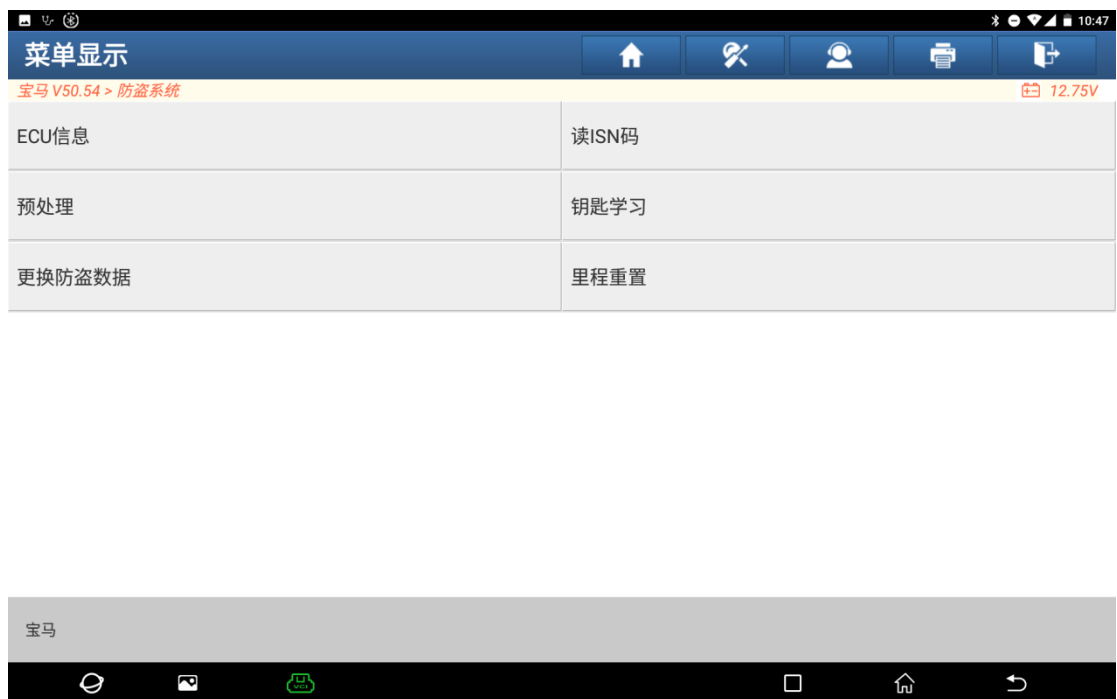 10:47
菜单显示
宝马 V50.54 > 防盗系统
12.75V
ECU信息
读ISN码
预处理
钥匙学习
更换防盗数据
里程重置
宝马
VCI